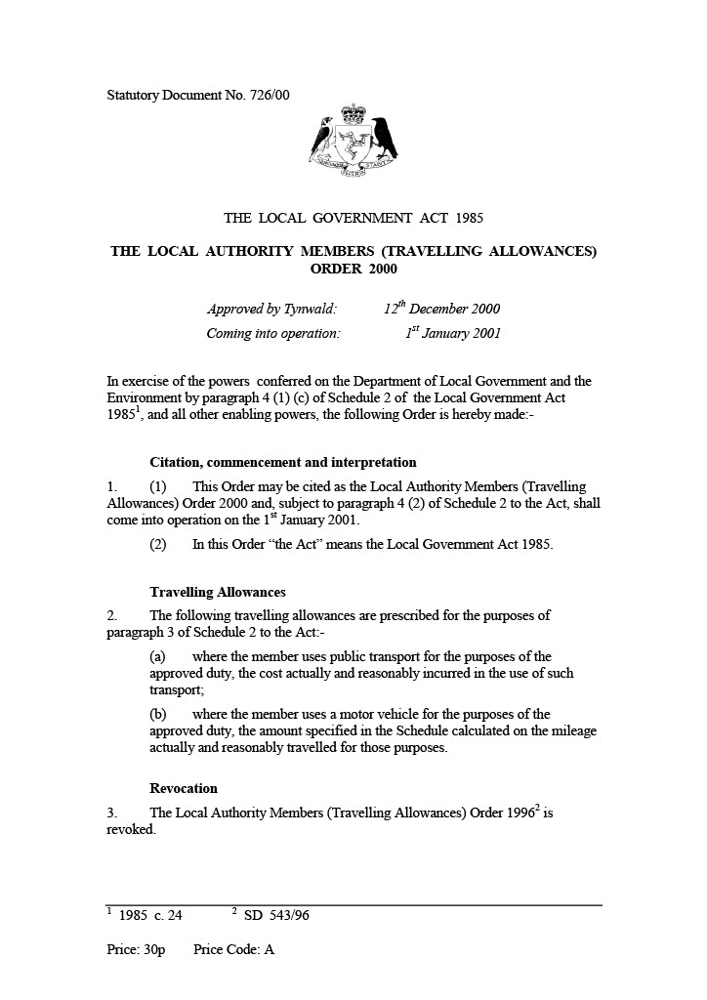 Statutory Document No. 726/00
QUOCUNQUE JECERIS STABIT
THE LOCAL GOVERNMENT ACT 1985
THE LOCAL AUTHORITY MEMBERS (TRAVELLING ALLOWANCES)
ORDER 2000
Approved by Tynwald: 12th December 2000
Coming into operation: 1st January 2001
In exercise of the powers conferred on the Department of Local Government and the
Environment by paragraph 4 (1) (c) of Schedule 2 of the Local Government Act
1985¹, and all other enabling powers, the following Order is hereby made:-
Citation, commencement and interpretation
1. (1) This Order may be cited as the Local Authority Members (Travelling
Allowances) Order 2000 and, subject to paragraph 4 (2) of Schedule 2 to the Act, shall
come into operation on the 1st January 2001.
(2) In this Order “the Act” means the Local Government Act 1985.
Travelling Allowances
2. The following travelling allowances are prescribed for the purposes of
paragraph 3 of Schedule 2 to the Act:-
(a) where the member uses public transport for the purposes of the
approved duty, the cost actually and reasonably incurred in the use of such
transport;
(b) where the member uses a motor vehicle for the purposes of the
approved duty, the amount specified in the Schedule calculated on the mileage
actually and reasonably travelled for those purposes.
Revocation
3. The Local Authority Members (Travelling Allowances) Order 1996² is
revoked.
¹ 1985 c. 24 ² SD 543/96
Price: 30p Price Code: A